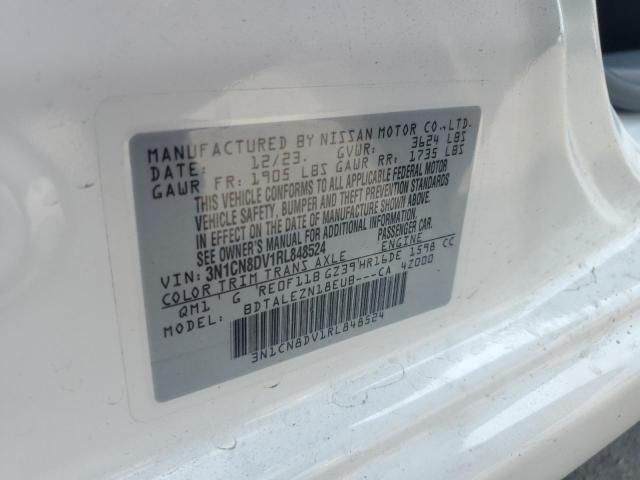 MANUFACTURED BY NISSAN MOTOR CO.,LTD.
DATE: 12/23. GVWR: 3624 LBS
GAWR FR: 1905 LBS GAWR RR: 1735 LBS
THIS VEHICLE CONFORMS TO ALL APPLICABLE FEDERAL MOTOR
VEHICLE SAFETY, BUMPER AND THEFT PREVENTION STANDARDS
IN EFFECT ON THE DATE OF MANUFACTURE SHOWN ABOVE.
SEE OWNER'S MANUAL FOR ADDITIONAL INFORMATION.
VIN: 3N1CN8DV1RL848524 PASSENGER CAR.
COLOR TRIM TRANS AXLE ENGINE
QM1 G RE0F11B GZ39 HR16DE 1598 CC
MODEL: BDTALEZN18EUB---CA 4Z000
3N1CN8DV1RL848524